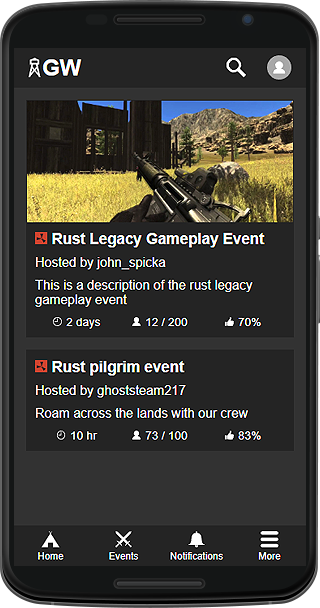 GW
Rust Legacy Gameplay Event
Hosted by john_spicka
This is a description of the rust legacy
gameplay event
2 days 12 / 200 70%
Rust pilgrim event
Hosted by ghoststeam217
Roam across the lands with our crew
10 hr 73 / 100 83%
Home Events Notifications More